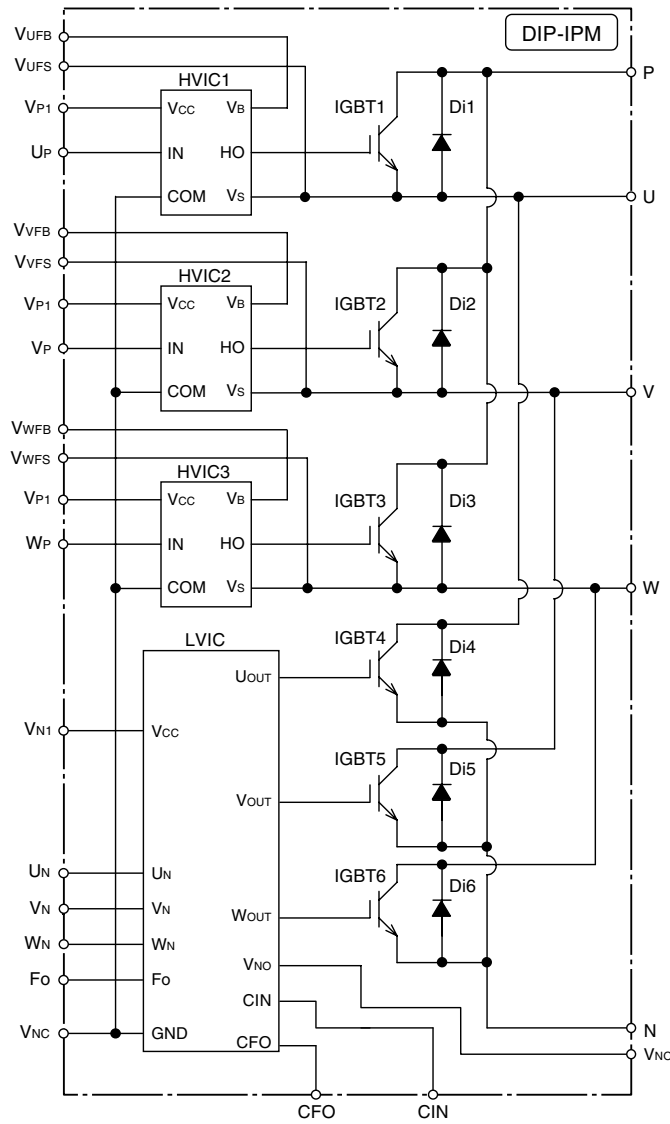 DIP-IPM
VUFB
VUFS
HVIC1
VP1
VCC
VB
UP
IN
HO
COM
VS
IGBT1
Di1
P
U
VVFB
VVFS
HVIC2
VP1
VCC
VB
VP
IN
HO
COM
VS
IGBT2
Di2
V
VWFB
VWFS
HVIC3
VP1
VCC
VB
WP
IN
HO
COM
VS
IGBT3
Di3
W
LVIC
UOUT
IGBT4
Di4
VN1
VCC
VOUT
IGBT5
Di5
UN
UN
VN
VN
WN
WN
Fo
Fo
VNC
GND
WOUT
IGBT6
Di6
VNO
CIN
CFO
N
VNO
CFO
CIN